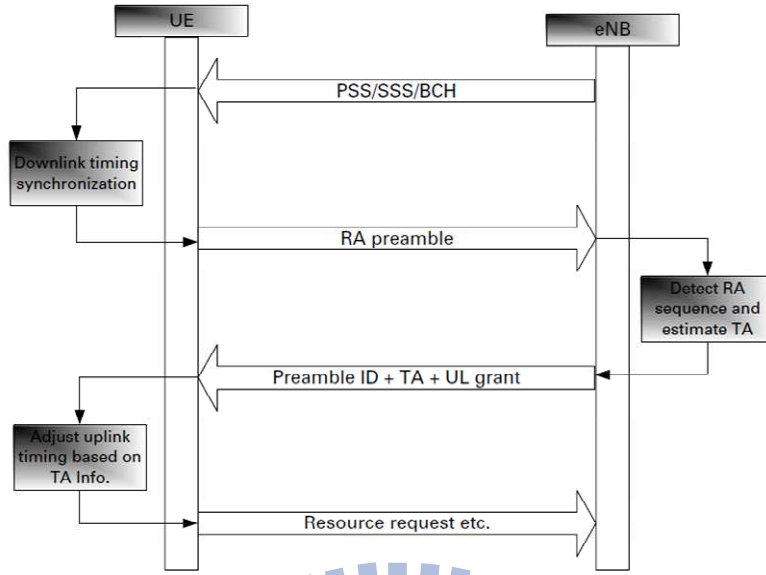 UE
eNB
PSS/SSS/BCH
Downlink timing
synchronization
RA preamble
Detect RA
sequence and
estimate TA
Preamble ID + TA + UL grant
Adjust uplink
timing based on
TA Info.
Resource request etc.